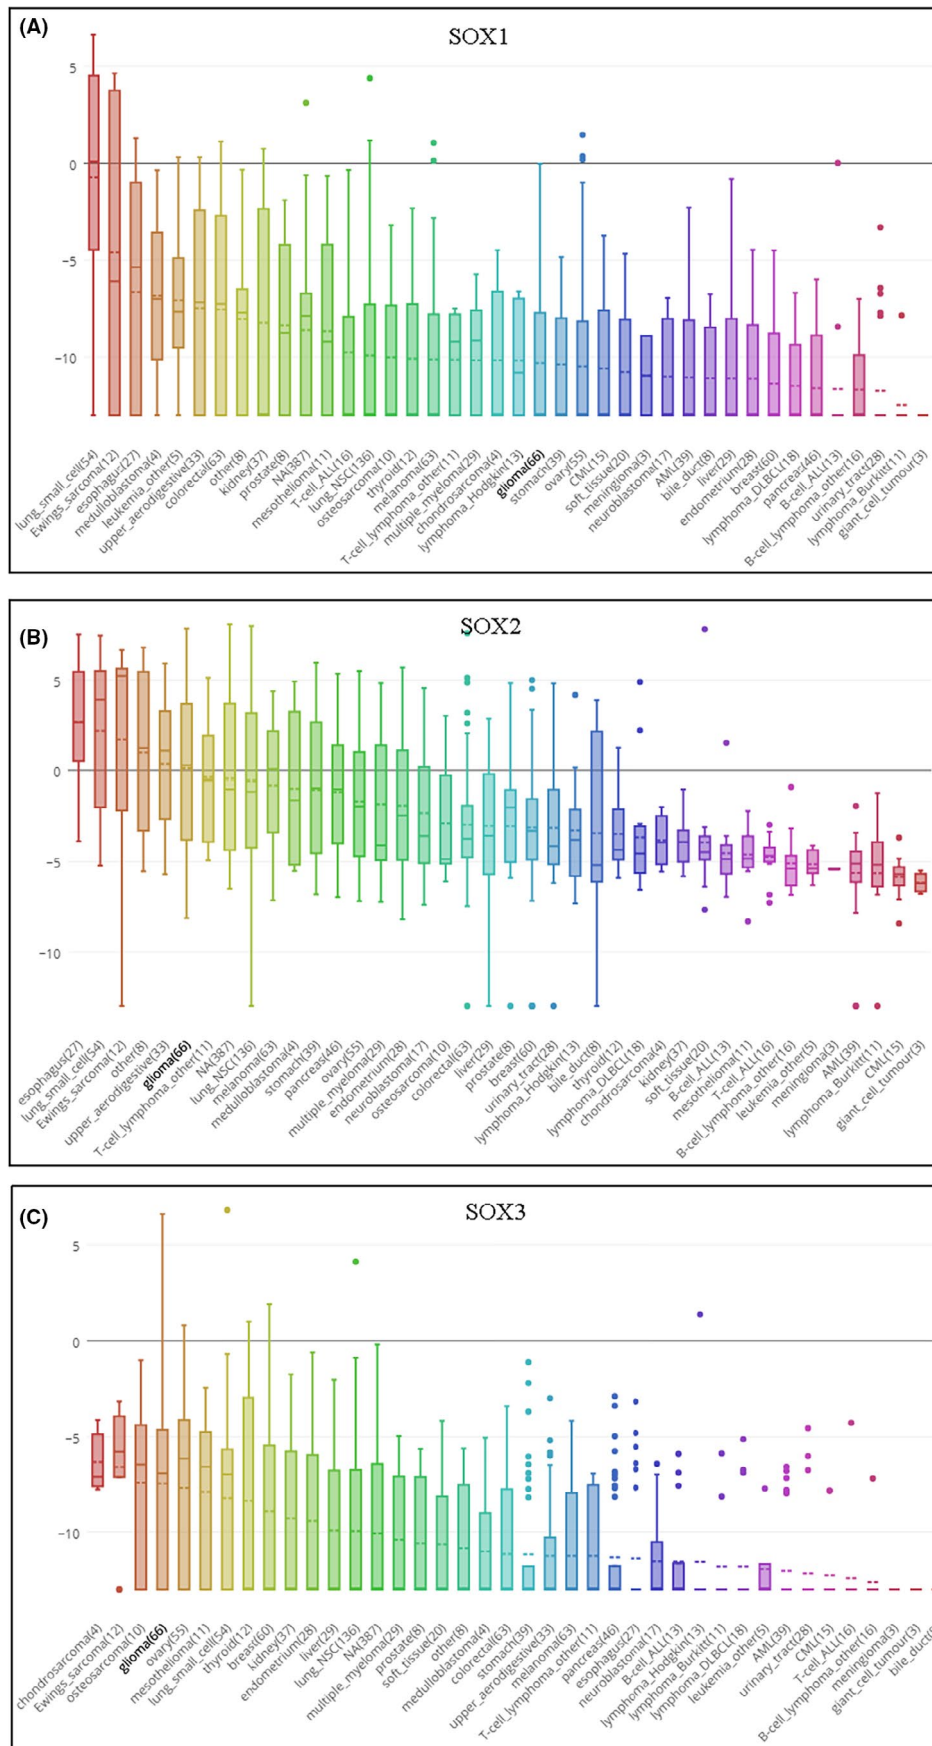 (A)
SOX1
5
0
−5
−10
lung_small_cell(54)
Ewings_sarcoma(12)
esophagus(27)
medulloblastoma(4)
leukemia_other(5)
upper_aerodigestive(33)
colorectal(63)
other(8)
kidney(37)
prostate(8)
NA(387)
mesothelioma(11)
T-cell_ALL(16)
lung_NSC(136)
osteosarcoma(10)
thyroid(12)
melanoma(63)
T-cell_lymphoma_other(11)
multiple_myeloma(29)
chondrosarcoma(4)
lymphoma_Hodgkin(13)
glioma(66)
stomach(39)
ovary(55)
CML(15)
soft_tissue(20)
meningioma(3)
neuroblastoma(17)
AML(39)
bile_duct(8)
liver(29)
endometrium(28)
breast(60)
lymphoma_DLBCL(18)
pancreas(46)
B-cell_ALL(13)
B-cell_lymphoma_other(16)
urinary_tract(28)
lymphoma_Burkitt(11)
giant_cell_tumour(3)
(B)
SOX2
5
0
−5
−10
esophagus(27)
lung_small_cell(54)
Ewings_sarcoma(12)
other(8)
upper_aerodigestive(33)
glioma(66)
T-cell_lymphoma_other(11)
NA(387)
lung_NSC(136)
melanoma(63)
medulloblastoma(4)
stomach(39)
pancreas(46)
ovary(55)
multiple_myeloma(29)
endometrium(28)
neuroblastoma(17)
osteosarcoma(10)
colorectal(63)
liver(29)
prostate(8)
breast(60)
urinary_tract(28)
lymphoma_Hodgkin(13)
bile_duct(8)
thyroid(12)
lymphoma_DLBCL(18)
chondrosarcoma(4)
kidney(37)
soft_tissue(20)
B-cell_ALL(13)
mesothelioma(11)
T-cell_ALL(16)
B-cell_lymphoma_other(16)
leukemia_other(5)
meningioma(3)
AML(39)
lymphoma_Burkitt(11)
CML(15)
giant_cell_tumour(3)
(C)
SOX3
5
0
−5
−10
chondrosarcoma(4)
Ewings_sarcoma(12)
osteosarcoma(10)
glioma(66)
ovary(55)
mesothelioma(11)
lung_small_cell(54)
thyroid(12)
breast(60)
kidney(37)
endometrium(28)
liver(29)
lung_NSC(136)
NA(387)
multiple_myeloma(29)
prostate(8)
soft_tissue(20)
other(8)
medulloblastoma(4)
colorectal(63)
stomach(39)
upper_aerodigestive(33)
melanoma(63)
T-cell_lymphoma_other(11)
pancreas(46)
esophagus(27)
neuroblastoma(17)
B-cell_ALL(13)
lymphoma_Hodgkin(13)
lymphoma_Burkitt(11)
lymphoma_DLBCL(18)
leukemia_other(5)
AML(39)
urinary_tract(28)
CML(15)
T-cell_ALL(16)
B-cell_lymphoma_other(16)
meningioma(3)
giant_cell_tumour(3)
bile_duct(